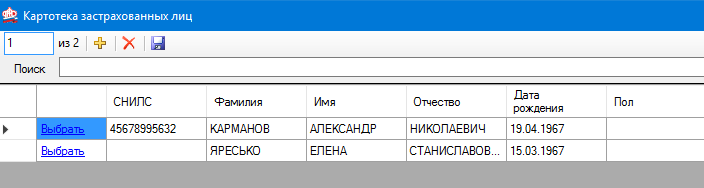 Картотека застрахованных лиц
1 из 2
Поиск
СНИЛС Фамилия Имя Отчество Дата рождения Пол
Выбрать 45678995632 КАРМАНОВ АЛЕКСАНДР НИКОЛАЕВИЧ 19.04.1967
Выбрать ЯРЕСЬКО ЕЛЕНА СТАНИСЛАВОВ... 15.03.1967